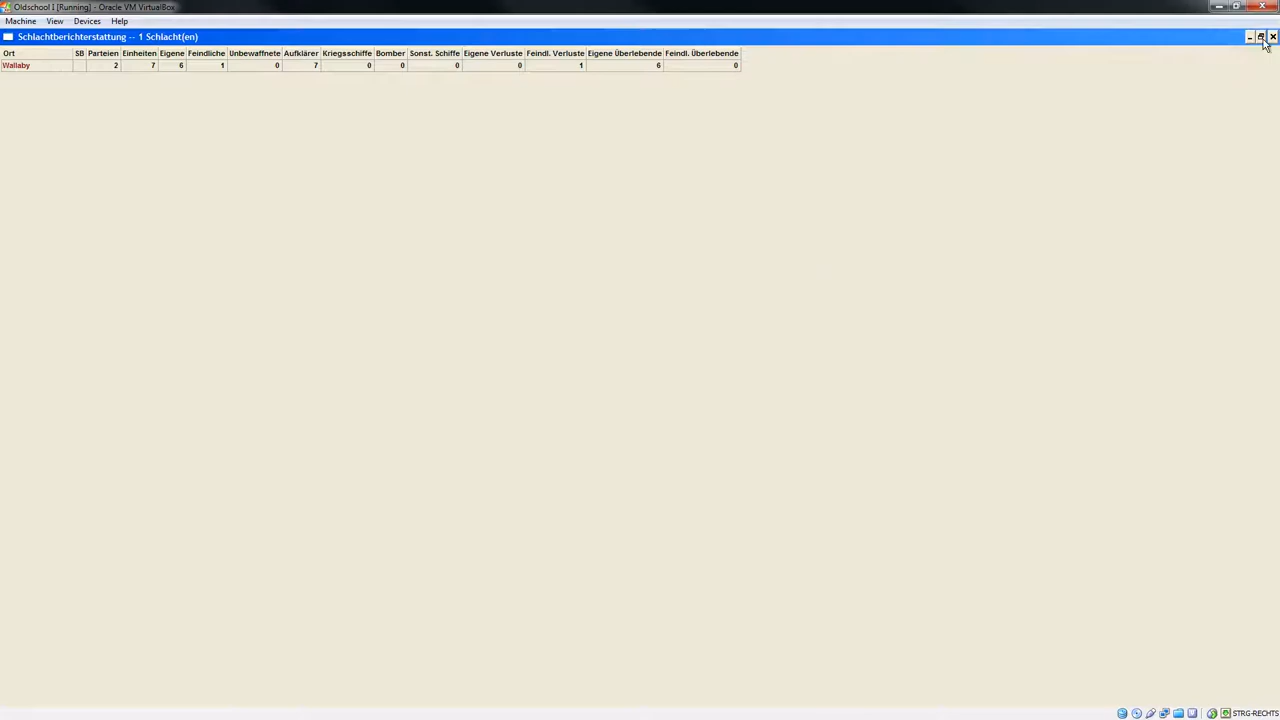 Oldschool I [Running] - Oracle VM VirtualBox
Machine View Devices Help
Schlachtberichterstattung -- 1 Schlacht(en)
Ort SB Parteien Einheiten Eigene Feindliche Unbewaffnete Aufklärer Kriegsschiffe Bomber Sonst. Schiffe Eigene Verluste Feindl. Verluste Eigene Überlebende Feindl. Überlebende
Wallaby 2 7 6 1 0 7 0 0 0 0 1 6 0
STRG-RECHTS